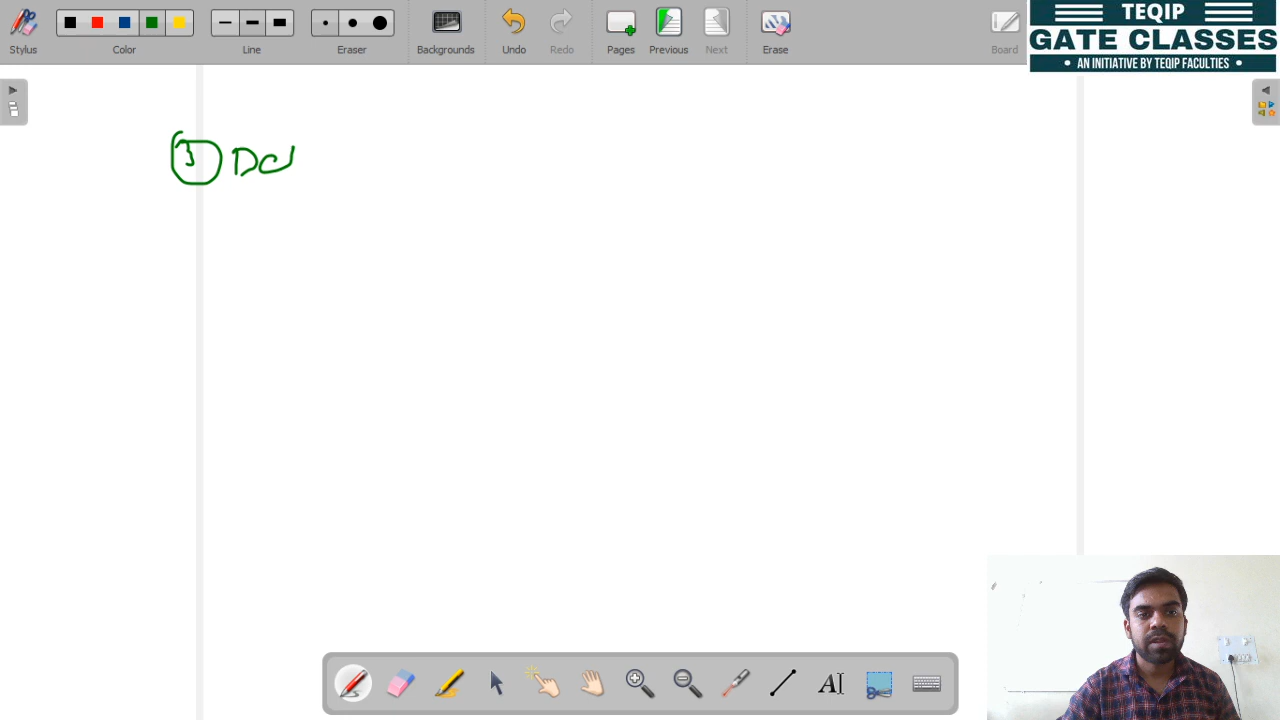 Stylus
Color
Line
Eraser
Backgrounds
Undo
Redo
Pages
Previous
Next
Erase
Board
TEQIP
GATE CLASSES
• AN INITIATIVE BY TEQIP FACULTIES •
3